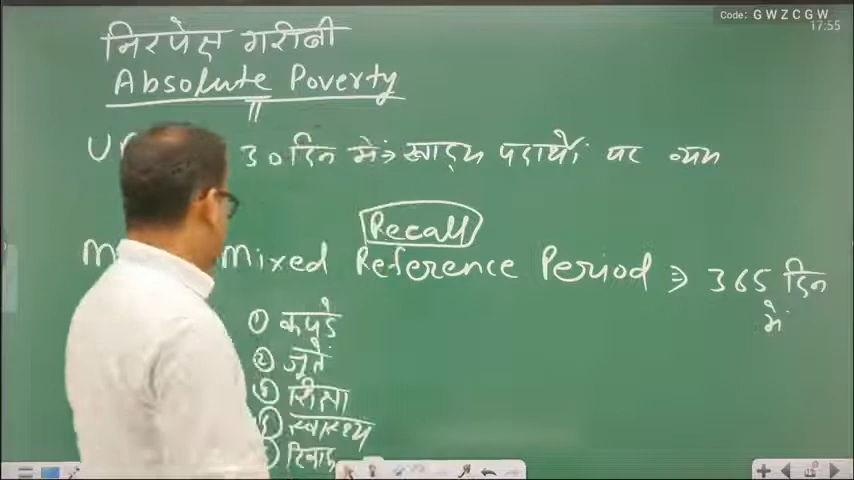 Code: G W Z C G W
17:55
निरपेक्ष गरीबी
Absolute Poverty
U 30 दिन में⇒ खाद्य पदार्थों पर व्यय
Recall
M Mixed Reference Period ⇒ 365 दिन
में
① कपड़े
② जूते
③ शिक्षा
④ स्वास्थ्य